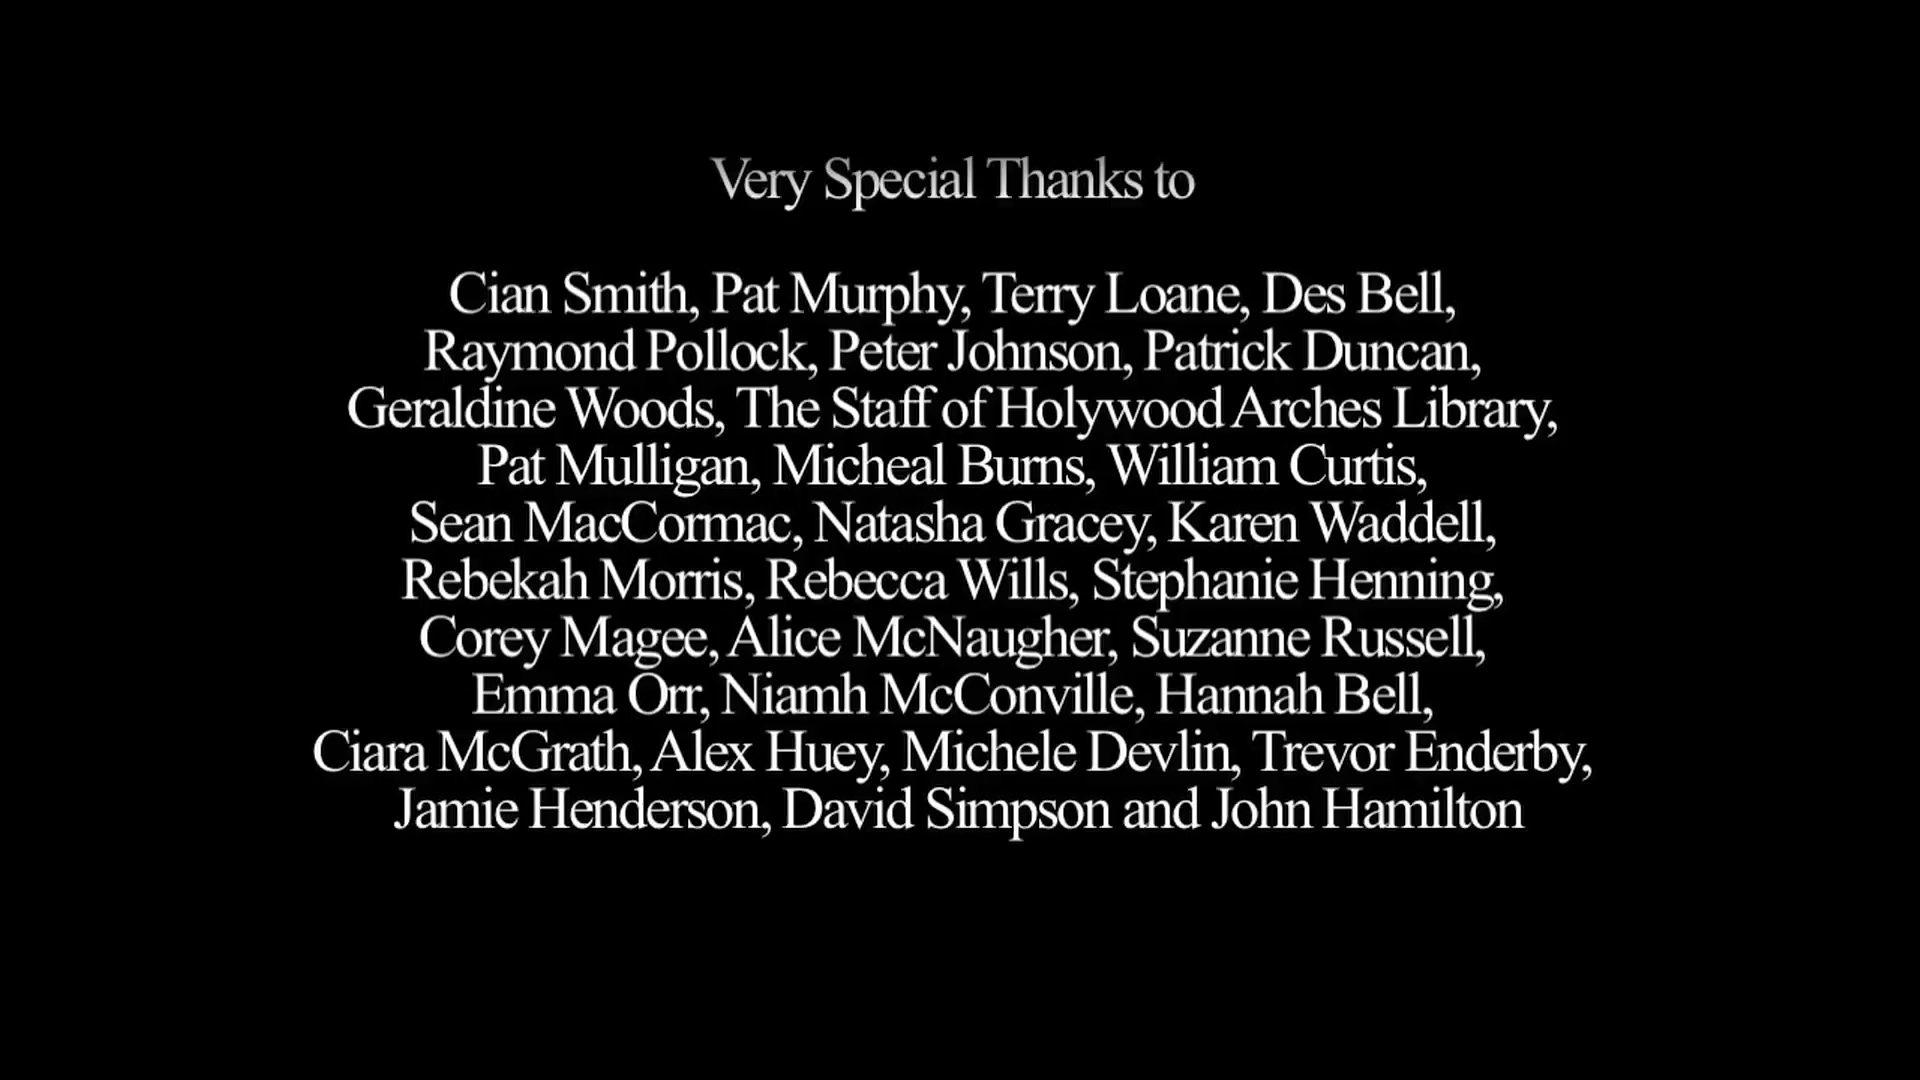 Very Special Thanks to
Cian Smith, Pat Murphy, Terry Loane, Des Bell,
Raymond Pollock, Peter Johnson, Patrick Duncan,
Geraldine Woods, The Staff of Holywood Arches Library,
Pat Mulligan, Micheal Burns, William Curtis,
Sean MacCormac, Natasha Gracey, Karen Waddell,
Rebekah Morris, Rebecca Wills, Stephanie Henning,
Corey Magee, Alice McNaugher, Suzanne Russell,
Emma Orr, Niamh McConville, Hannah Bell,
Ciara McGrath, Alex Huey, Michele Devlin, Trevor Enderby,
Jamie Henderson, David Simpson and John Hamilton